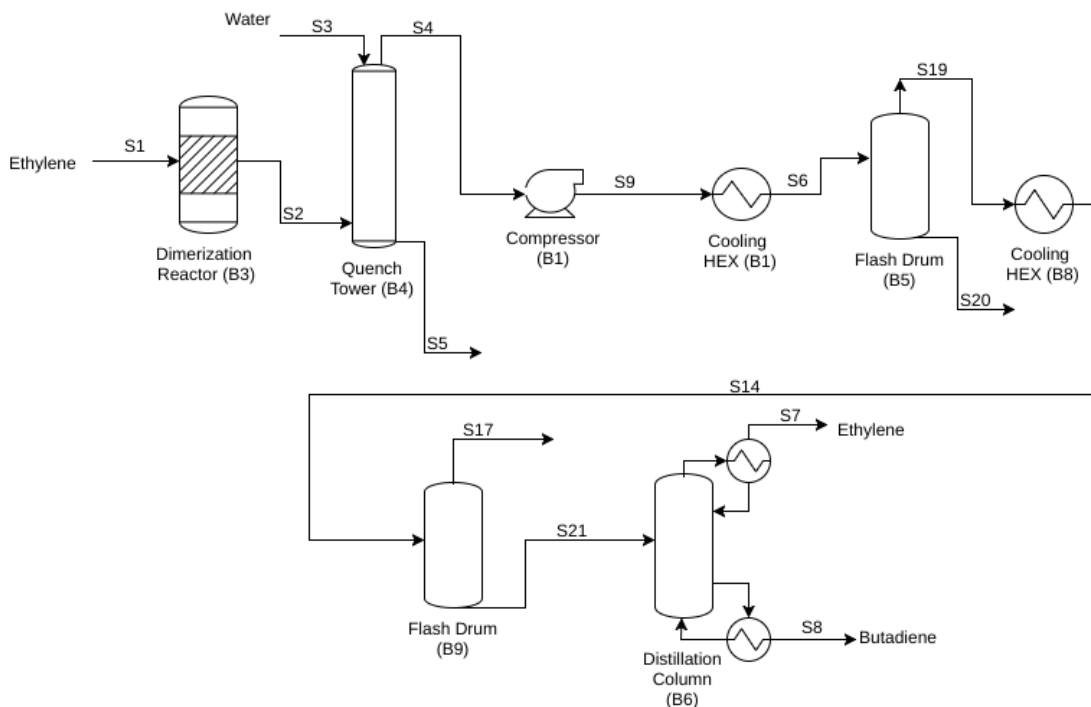 Water
S3
S4
S19
Ethylene
S1
S2
S9
S6
Dimerization
Reactor (B3)
Quench
Tower (B4)
Compressor
(B1)
Cooling
HEX (B1)
Flash Drum
(B5)
Cooling
HEX (B8)
S20
S5
S14
S17
S7
Ethylene
S21
S8
Butadiene
Flash Drum
(B9)
Distillation
Column
(B6)